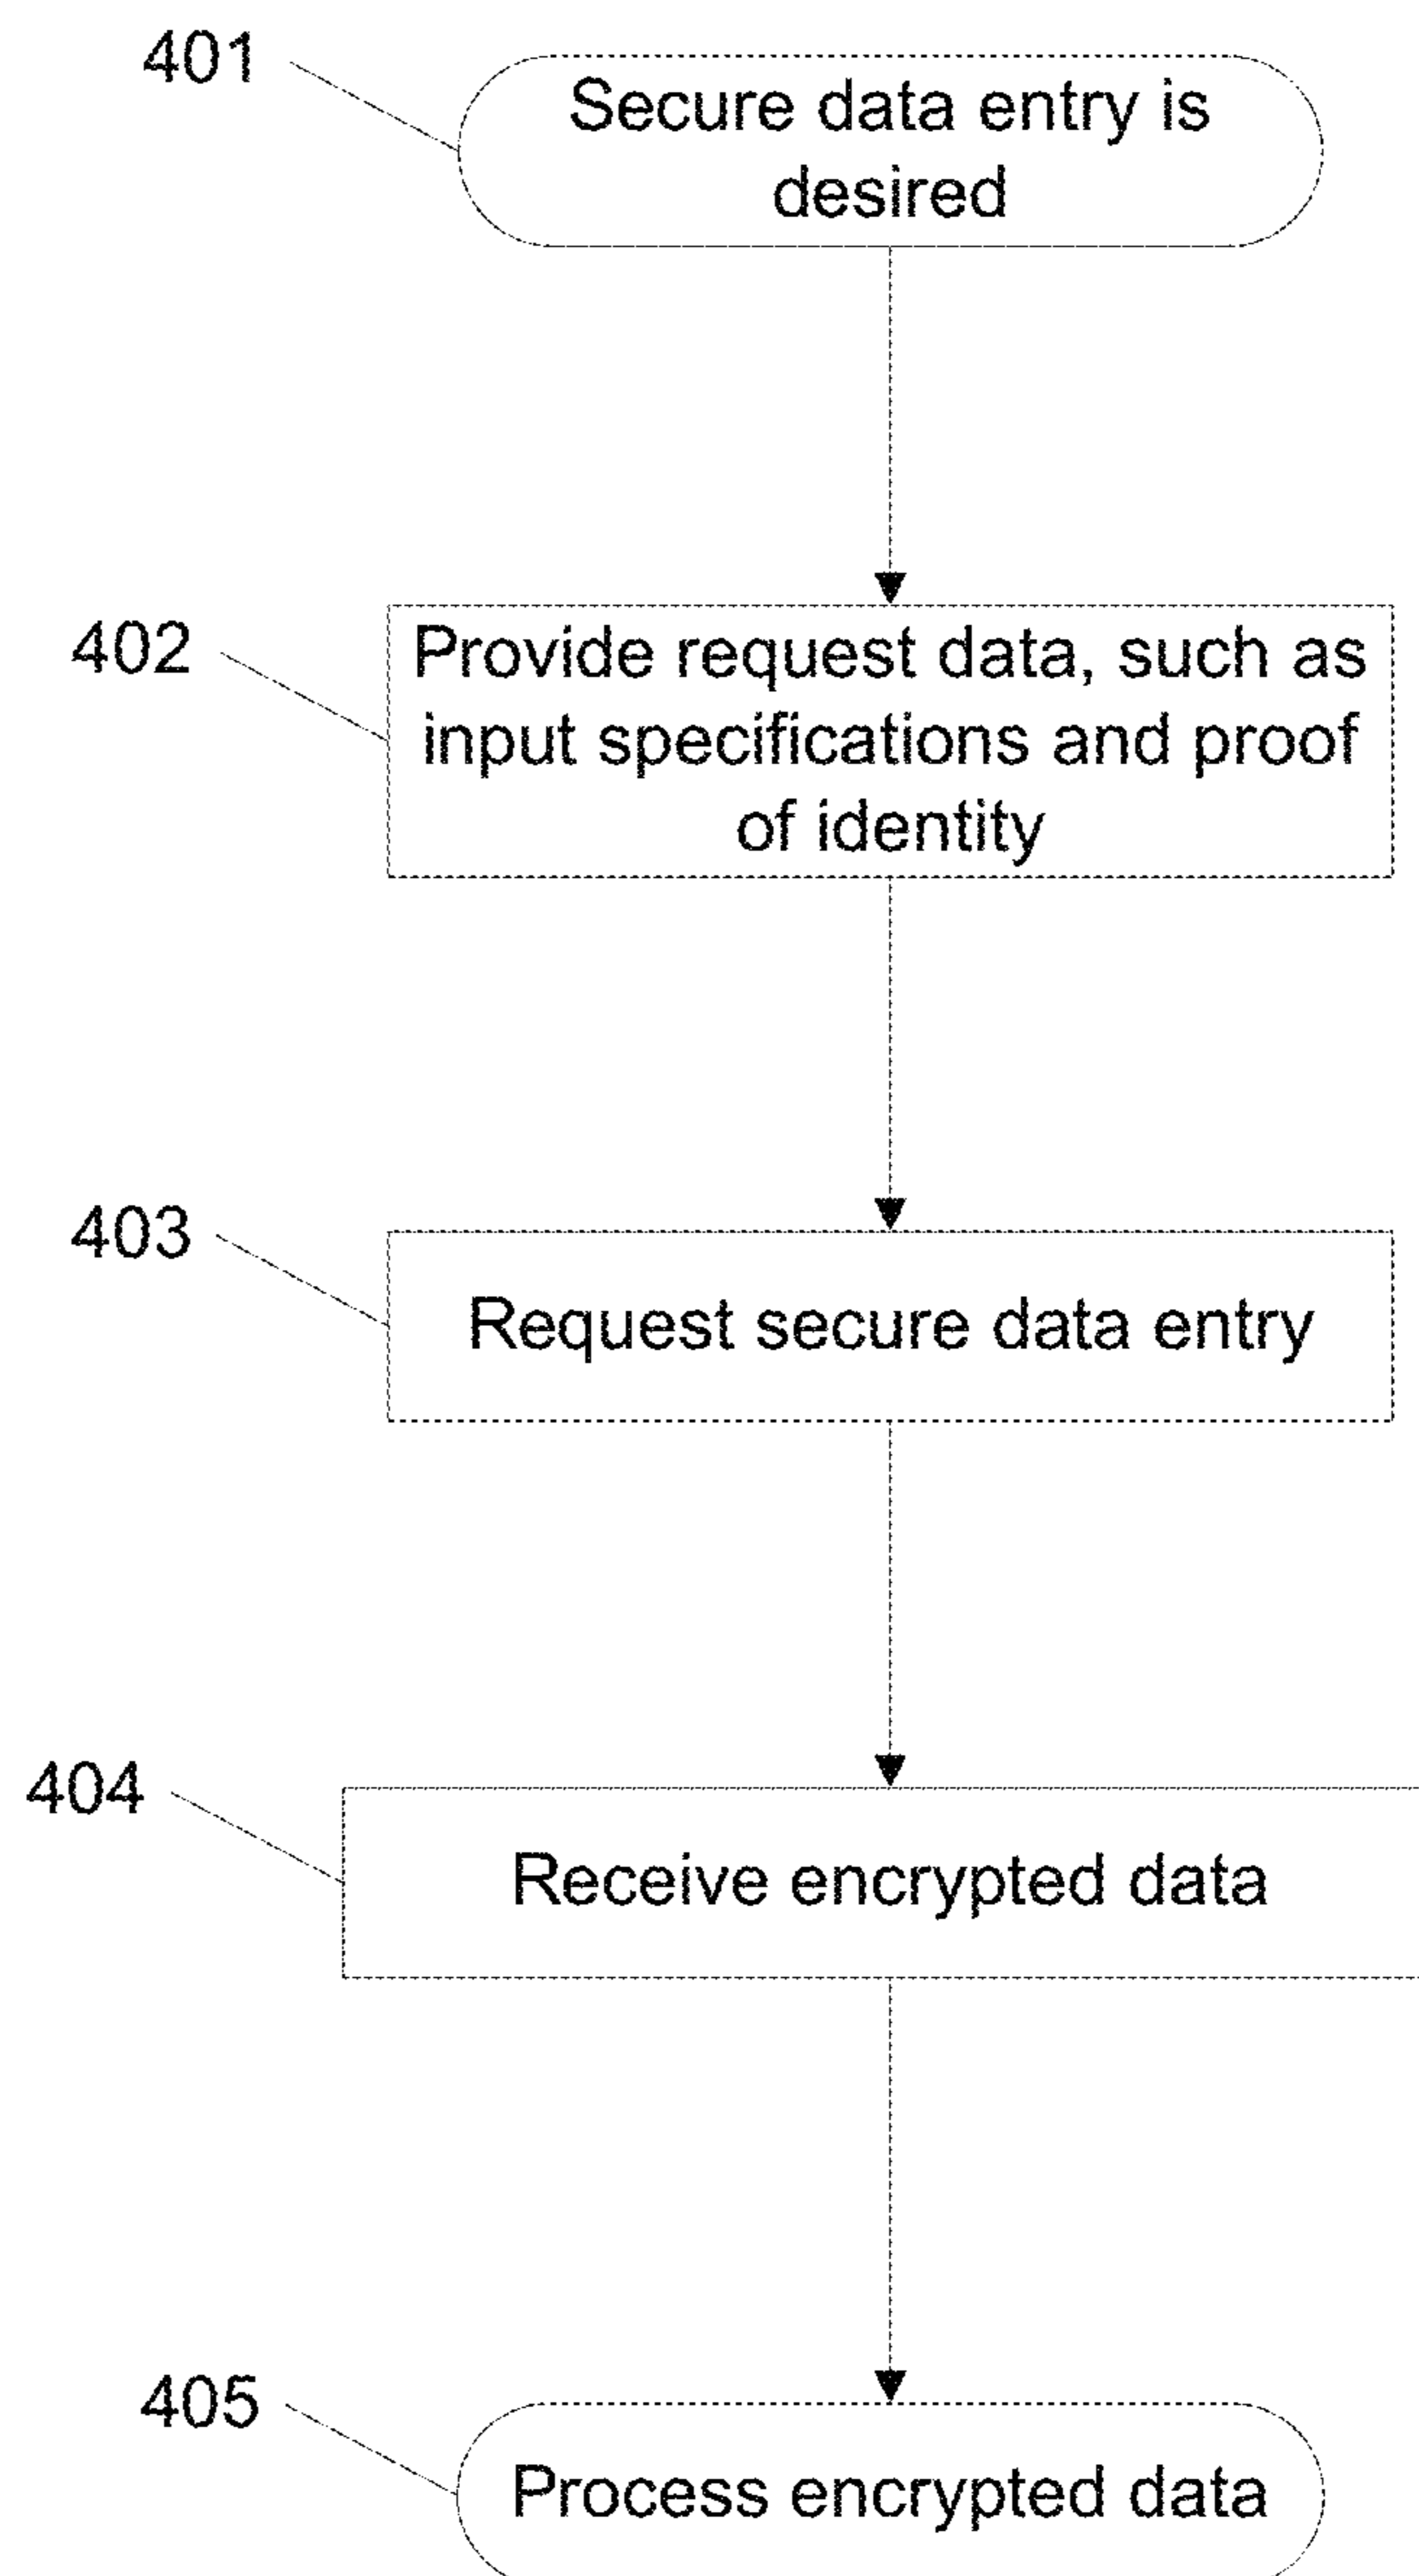 401
Secure data entry is
desired
402
Provide request data, such as
input specifications and proof
of identity
403
Request secure data entry
404
Receive encrypted data
405
Process encrypted data